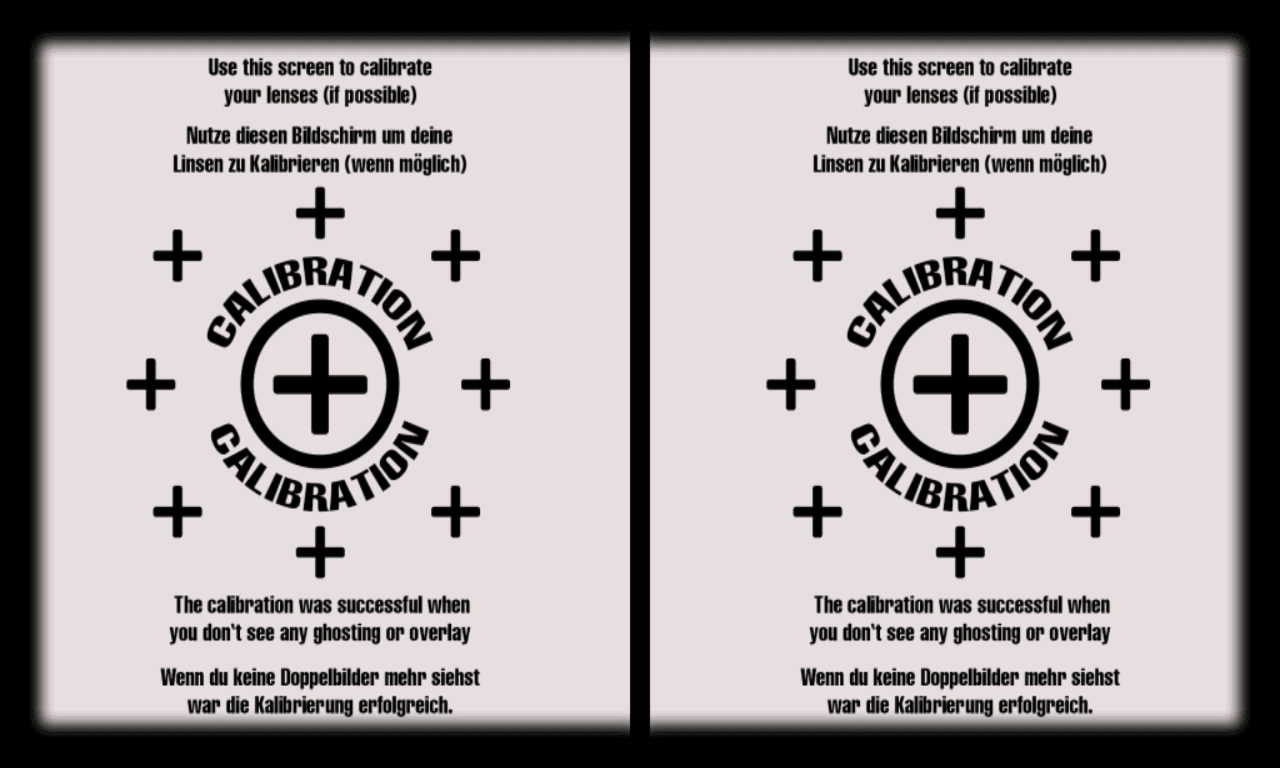 Use this screen to calibrate
your lenses (if possible)
Nutze diesen Bildschirm um deine
Linsen zu Kalibrieren (wenn möglich)
CALIBRATION
CALIBRATION
The calibration was successful when
you don't see any ghosting or overlay
Wenn du keine Doppelbilder mehr siehst
war die Kalibrierung erfolgreich.
Use this screen to calibrate
your lenses (if possible)
Nutze diesen Bildschirm um deine
Linsen zu Kalibrieren (wenn möglich)
CALIBRATION
CALIBRATION
The calibration was successful when
you don't see any ghosting or overlay
Wenn du keine Doppelbilder mehr siehst
war die Kalibrierung erfolgreich.